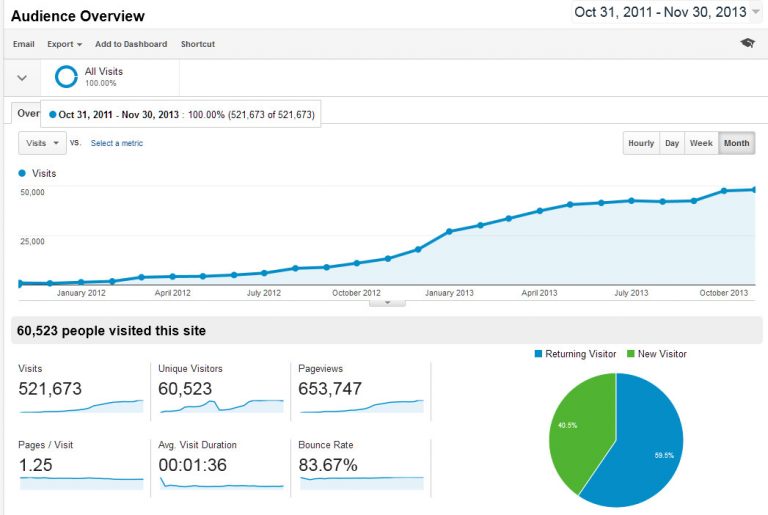 Audience Overview
Oct 31, 2011 - Nov 30, 2013
Email Export Add to Dashboard Shortcut
All Visits
100.00%
Over
Oct 31, 2011 - Nov 30, 2013 : 100.00% (521,673 of 521,673)
Visits vs. Select a metric
Hourly Day Week Month
Visits
50,000
25,000
January 2012 April 2012 July 2012 October 2012 January 2013 April 2013 July 2013 October 2013
60,523 people visited this site
Returning Visitor New Visitor
Visits Unique Visitors Pageviews
521,673 60,523 653,747
Pages / Visit Avg. Visit Duration Bounce Rate
1.25 00:01:36 83.67%
40.5%
59.5%